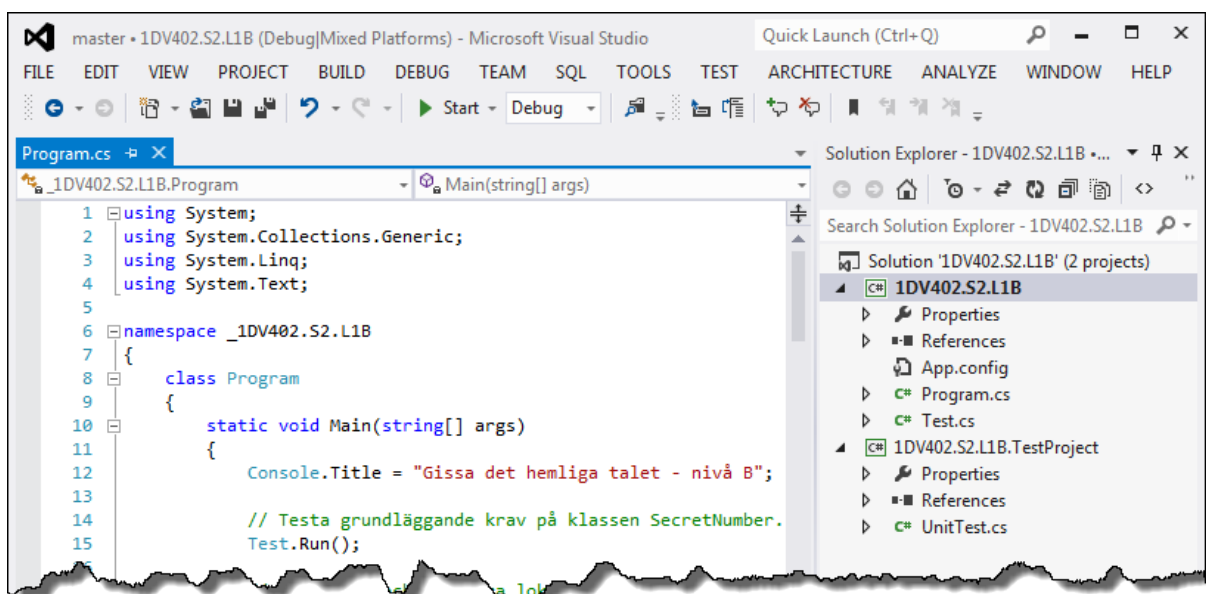 master • 1DV402.S2.L1B (Debug|Mixed Platforms) - Microsoft Visual Studio
Quick Launch (Ctrl+Q)
FILE EDIT VIEW PROJECT BUILD DEBUG TEAM SQL TOOLS TEST ARCHITECTURE ANALYZE WINDOW HELP
Start Debug
Program.cs
_1DV402.S2.L1B.Program
Main(string[] args)
1 using System;
2 using System.Collections.Generic;
3 using System.Linq;
4 using System.Text;
5
6 namespace _1DV402.S2.L1B
7 {
8 class Program
9 {
10 static void Main(string[] args)
11 {
12 Console.Title = "Gissa det hemliga talet - nivå B";
13
14 // Testa grundläggande krav på klassen SecretNumber.
15 Test.Run();
Solution Explorer - 1DV402.S2.L1B •...
Search Solution Explorer - 1DV402.S2.L1B
Solution '1DV402.S2.L1B' (2 projects)
C# 1DV402.S2.L1B
Properties
References
App.config
C# Program.cs
C# Test.cs
C# 1DV402.S2.L1B.TestProject
Properties
References
C# UnitTest.cs